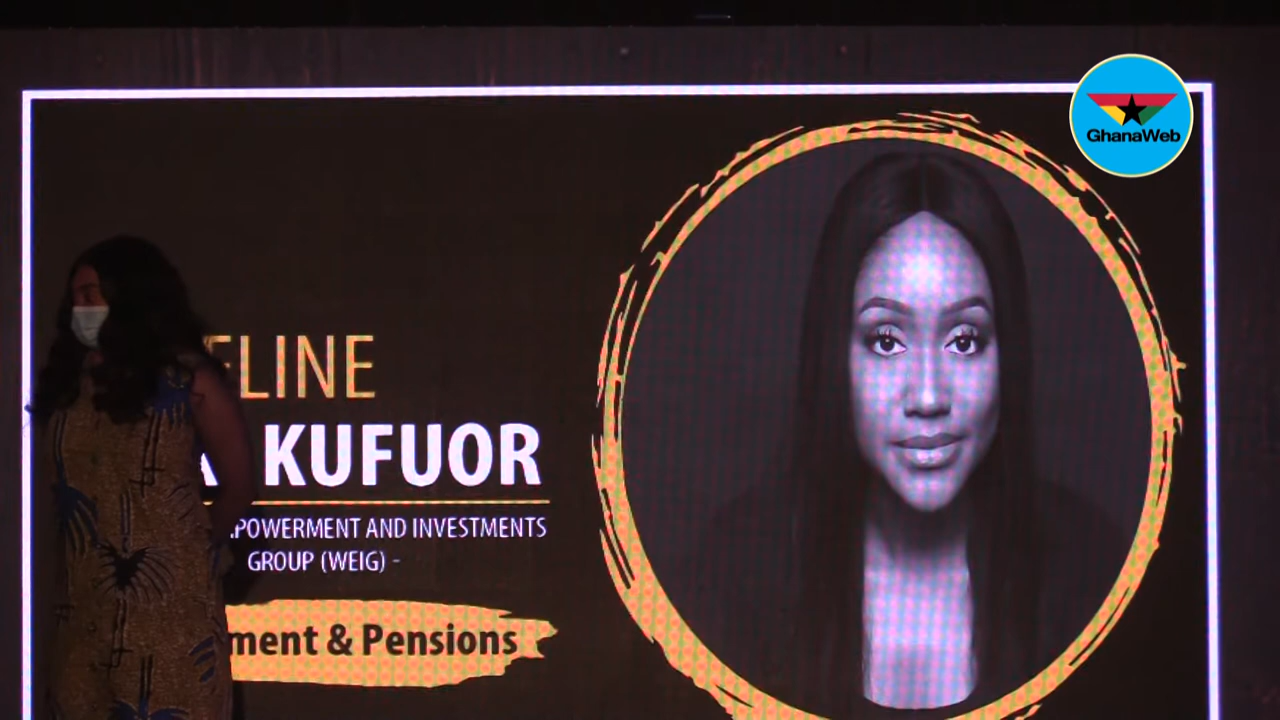 GhanaWeb
ELINE
KUFUOR
POWERMENT AND INVESTMENTS
GROUP (WEIG) -
ment & Pensions